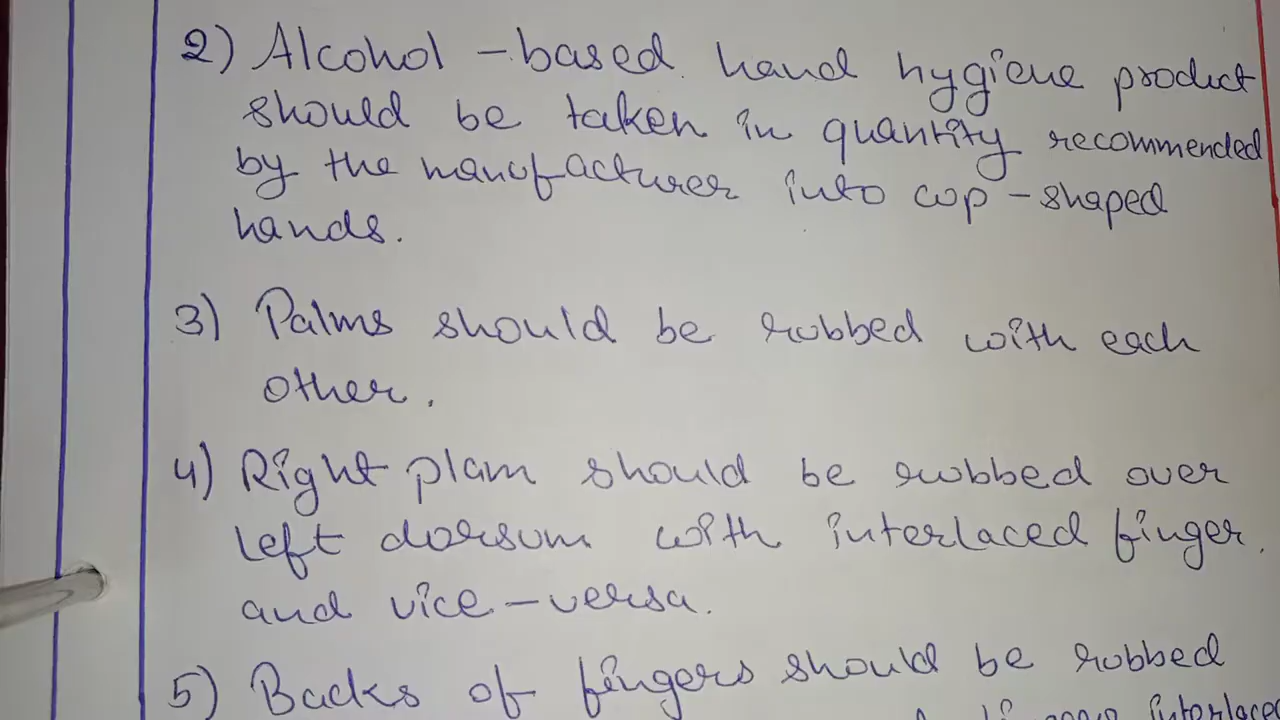 2) Alcohol - based hand hygiene product
should be taken in quantity recommended
by the manufacturer into cup - shaped
hands.
3) Palms should be rubbed with each
other.
4) Right plam should be rubbed over
left dorsum with interlaced finger
and vice - versa.
5) Backs of fingers should be rubbed
interlaced